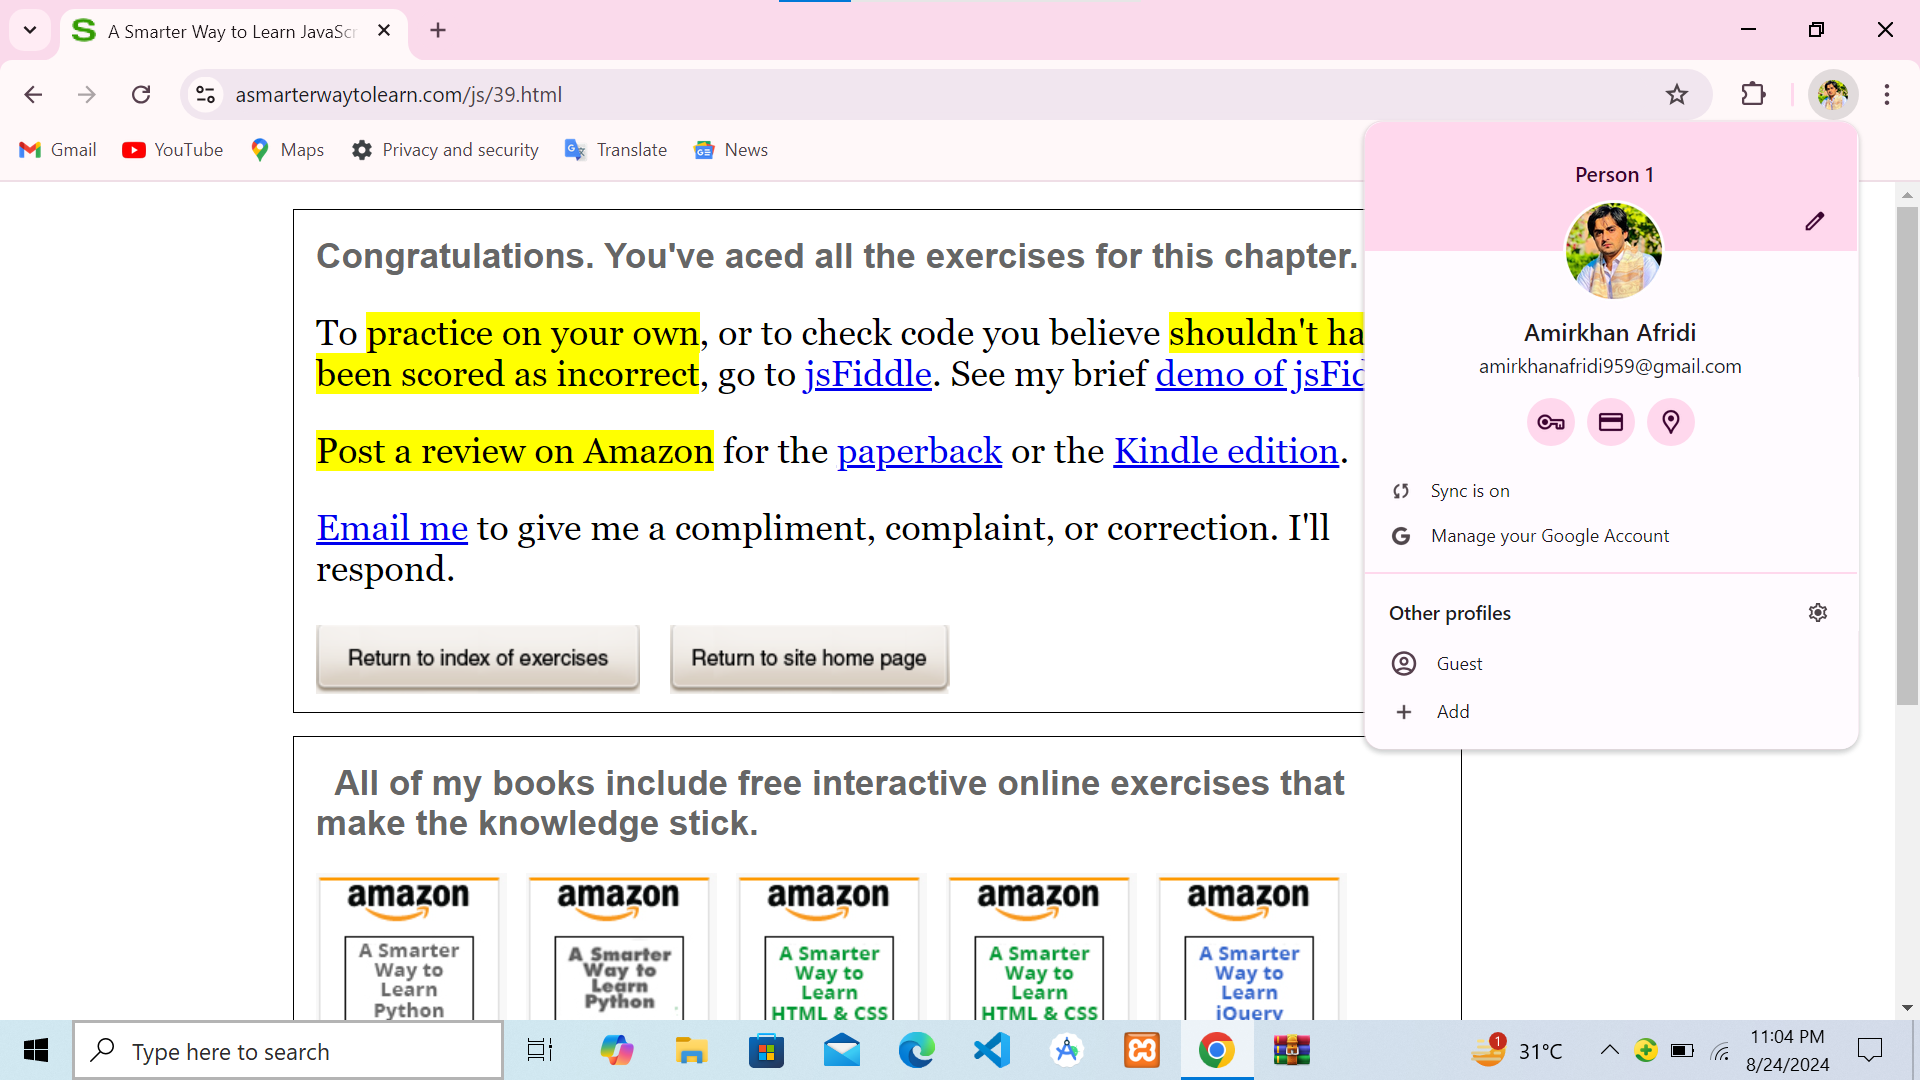 A Smarter Way to Learn JavaScr
asmarterwaytolearn.com/js/39.html
Gmail
YouTube
Maps
Privacy and security
Translate
News
Congratulations. You've aced all the exercises for this chapter.
To practice on your own, or to check code you believe shouldn't ha
been scored as incorrect, go to jsFiddle. See my brief demo of jsFid
Post a review on Amazon for the paperback or the Kindle edition.
Email me to give me a compliment, complaint, or correction. I'll
respond.
Return to index of exercises
Return to site home page
Person 1
Amirkhan Afridi
amirkhanafridi959@gmail.com
Sync is on
Manage your Google Account
Other profiles
Guest
Add
All of my books include free interactive online exercises that
make the knowledge stick.
amazon
A Smarter
Way to
Learn
Python
amazon
A Smarter
Way to
Learn
Python
amazon
A Smarter
Way to
Learn
HTML & CSS
amazon
A Smarter
Way to
Learn
HTML & CSS
amazon
A Smarter
Way to
Learn
jQuery
Type here to search
1
31°C
11:04 PM
8/24/2024